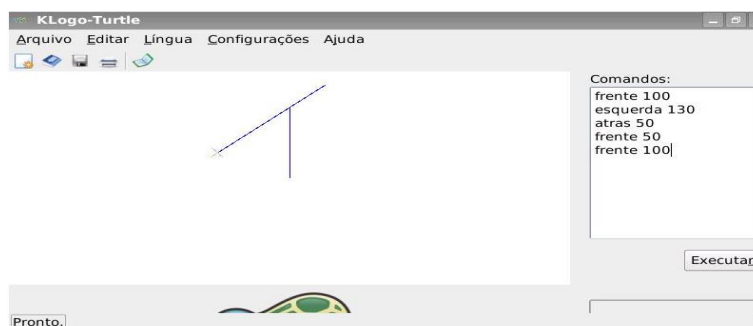 KLogo-Turtle
Arquivo Editar Língua Configurações Ajuda
Comandos:
frente 100
esquerda 130
atras 50
frente 50
frente 100
Executar
Pronto.